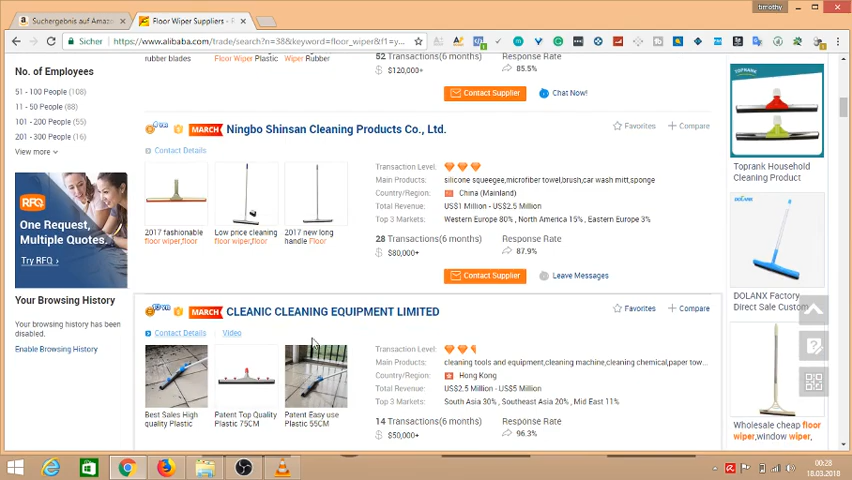 timothy
Suchergebnis auf Amaz
Floor Wiper Suppliers - F
Sicher
https://www.alibaba.com/trade/search?n=38&keyword=floor_wiper&f1=y...
No. of Employees
51 - 100 People (108)
11 - 50 People (88)
101 - 200 People (55)
201 - 300 People (16)
View more
RFQ
One Request,
Multiple Quotes.
Try RFQ ›
Your Browsing History
Your browsing history has
been disabled.
Enable Browsing History
rubber blades
Floor Wiper Plastic
Wiper Rubber
52 Transactions(6 months)
$120,000+
Response Rate
85.5%
Contact Supplier
Chat Now!
MARCH
Ningbo Shinsan Cleaning Products Co., Ltd.
Favorites
Compare
Contact Details
2017 fashionable
floor wiper,floor
Low price cleaning
floor wiper,floor
2017 new long
handle Floor
Transaction Level:
Main Products: silicone squeegee,microfiber towel,brush,car wash mitt,sponge
Country/Region: China (Mainland)
Total Revenue: US$1 Million - US$2.5 Million
Top 3 Markets: Western Europe 80% , North America 15% , Eastern Europe 3%
28 Transactions(6 months)
$80,000+
Response Rate
87.9%
Contact Supplier
Leave Messages
MARCH
CLEANIC CLEANING EQUIPMENT LIMITED
Favorites
Compare
Contact Details
Video
Best Sales High
quality Plastic
Patent Top Quality
Plastic 75CM
Patent Easy use
Plastic 55CM
Transaction Level:
Main Products: cleaning tools and equipment,cleaning machine,cleaning chemical,paper tow...
Country/Region: Hong Kong
Total Revenue: US$2.5 Million - US$5 Million
Top 3 Markets: South Asia 30% , Southeast Asia 20% , Mid East 11%
14 Transactions(6 months)
$50,000+
Response Rate
96.3%
TOPRANK
Toprank Household
Cleaning Product
DOLANX
DOLANX Factory
Direct Sale Custom
Wholesale cheap floor
wiper,window wiper,
00:28
18.03.2018